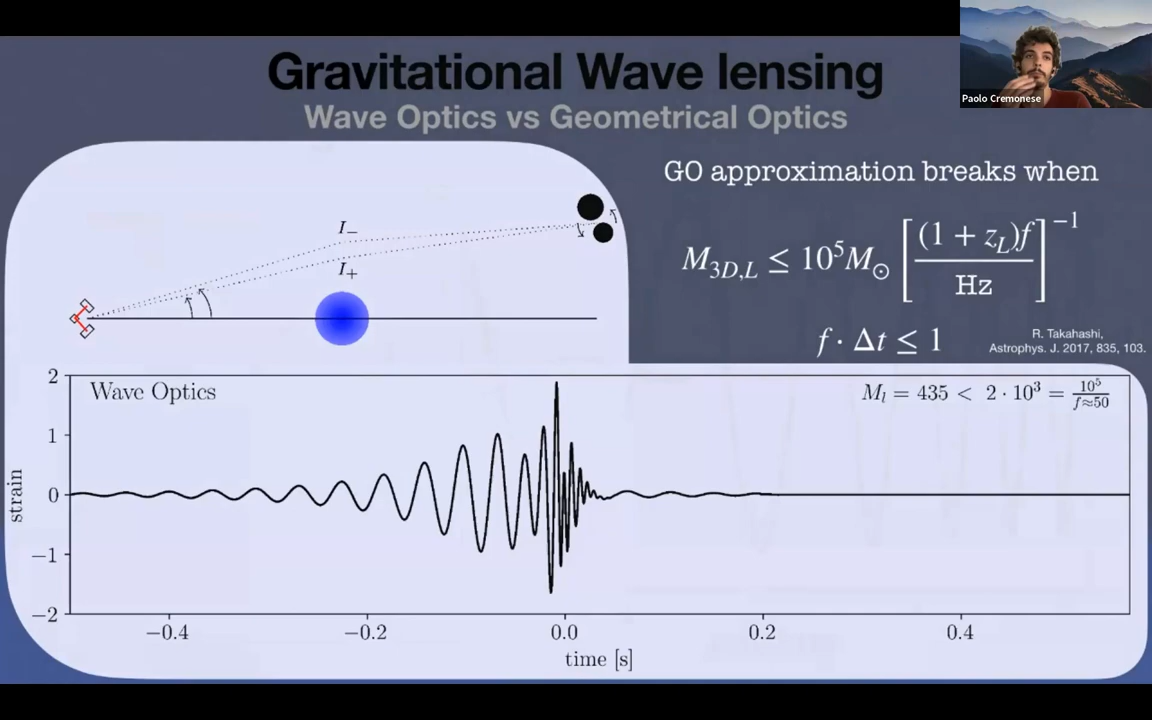 Gravitational Wave lensing
Wave Optics vs Geometrical Optics
Paolo Cremonese
GO approximation breaks when
M_{3D,L} ≤ 10^5 M_⊙ [(1 + z_L)f / Hz]^{-1}
f · Δt ≤ 1
R. Takahashi,
Astrophys. J. 2017, 835, 103.
I_-
I_+
Wave Optics
M_l = 435 < 2 · 10^3 = 10^5 / f≈50
strain
2
1
0
−1
−2
−0.4 −0.2 0.0 0.2 0.4
time [s]